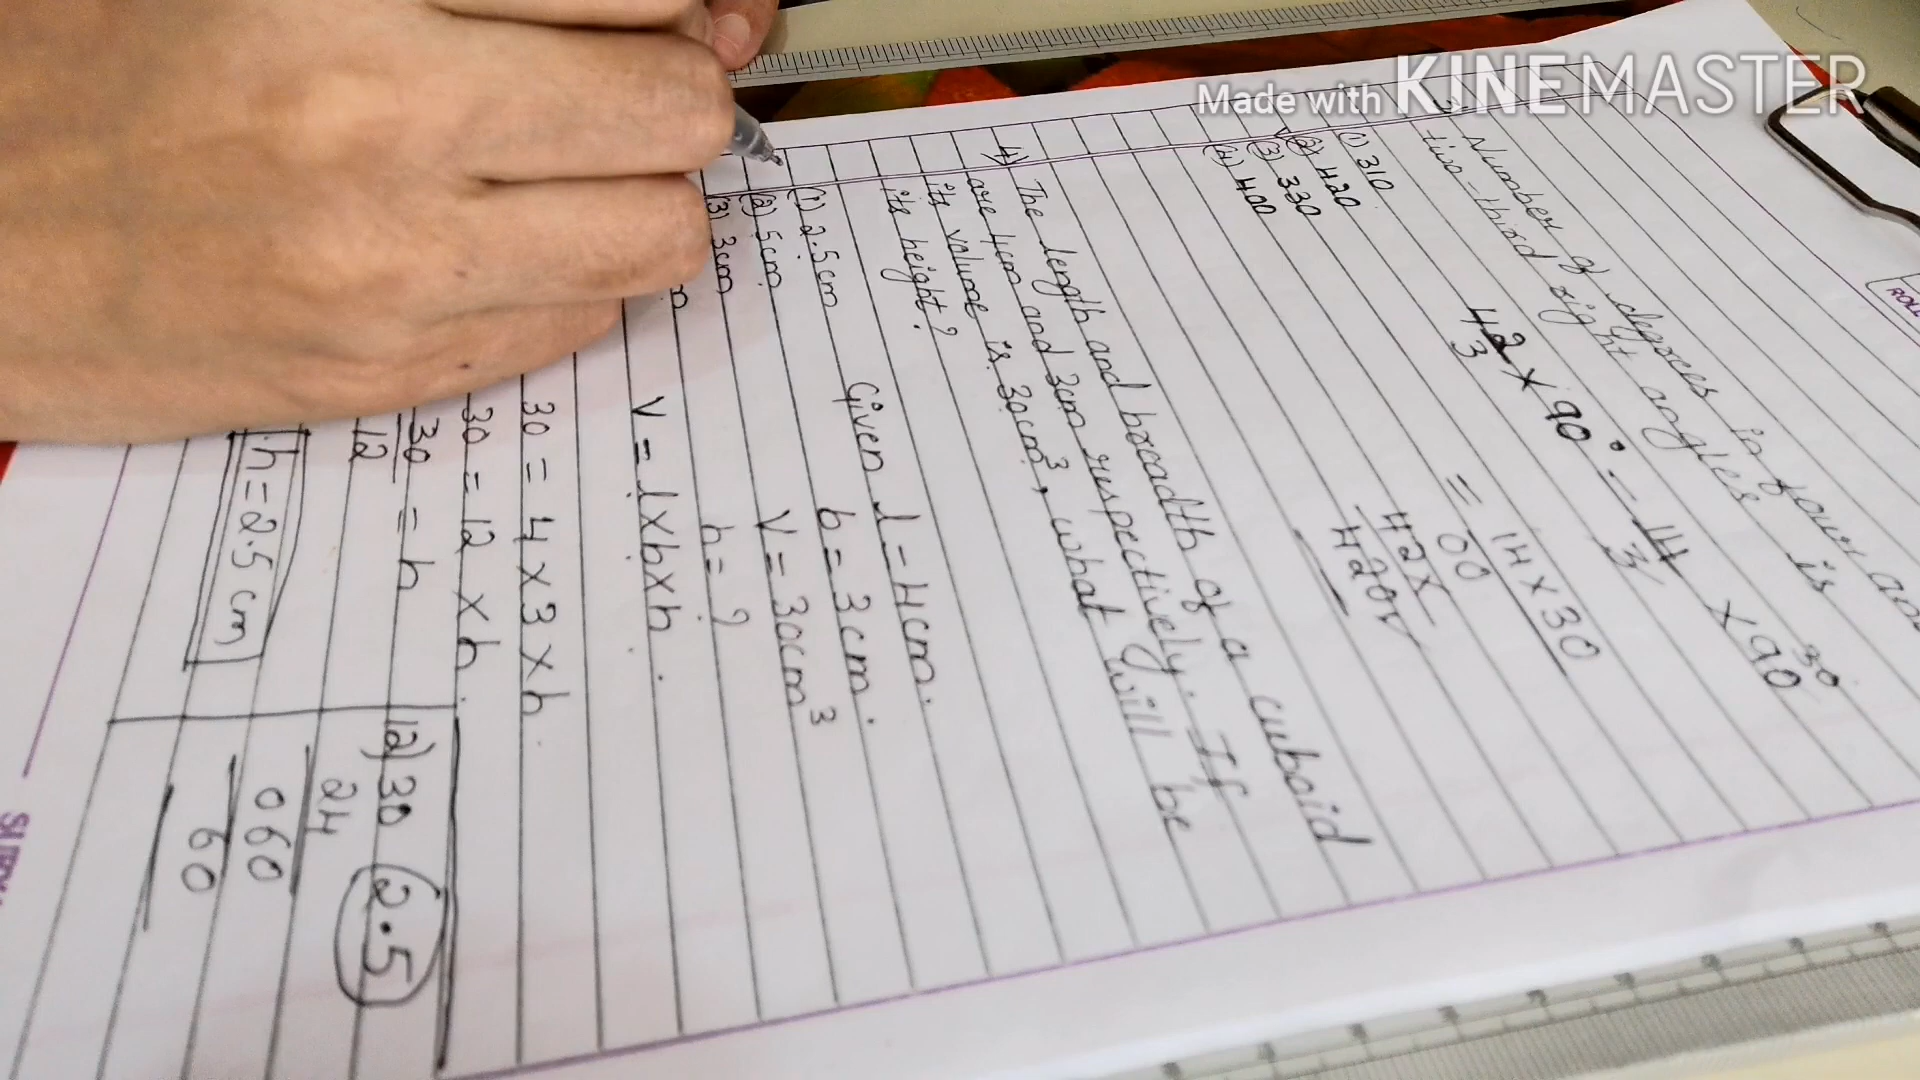 Made with KINEMASTER
ROLL
3) Number of degrees in four and
two-third right angles is
(1) 310
(2) 420
(3) 330
(4) 400
4 2/3 × 90° = 14/3 × 90 30
= 14 × 30
00
42×
420
4) The length and breadth of a cuboid
are 4cm and 3cm respectively. If
its volume is 30cm³, what will be
its height?
(1) 2.5cm
(2) 5cm
(3) 3cm
m
Given l = 4cm.
b = 3cm.
V = 30cm³
h = ?
V = l×b×h.
30 = 4 × 3 × h.
30 = 12 × h.
30/12 = h
h = 2.5 cm
12) 30 (2.5
24
060
60